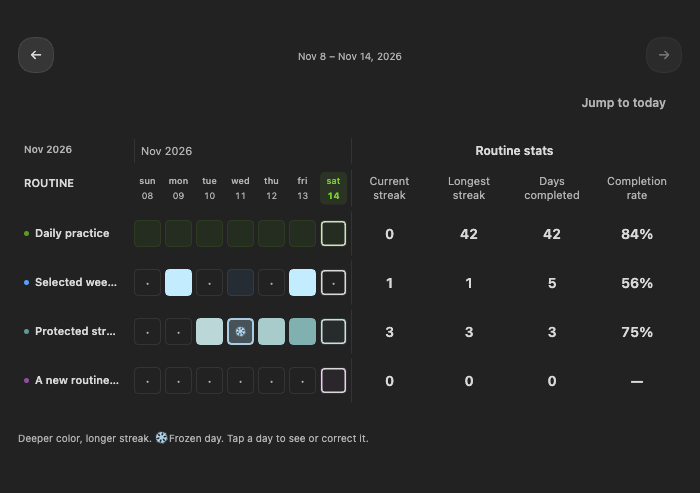 Nov 8 – Nov 14, 2026
Jump to today
Nov 2026 Nov 2026 Routine stats
ROUTINE sun 08 mon 09 tue 10 wed 11 thu 12 fri 13 sat 14 Current streak Longest streak Days completed Completion rate
Daily practice 0 42 42 84%
Selected wee... 1 1 5 56%
Protected str... 3 3 3 75%
A new routine... 0 0 0 —
Deeper color, longer streak. ❄Frozen day. Tap a day to see or correct it.